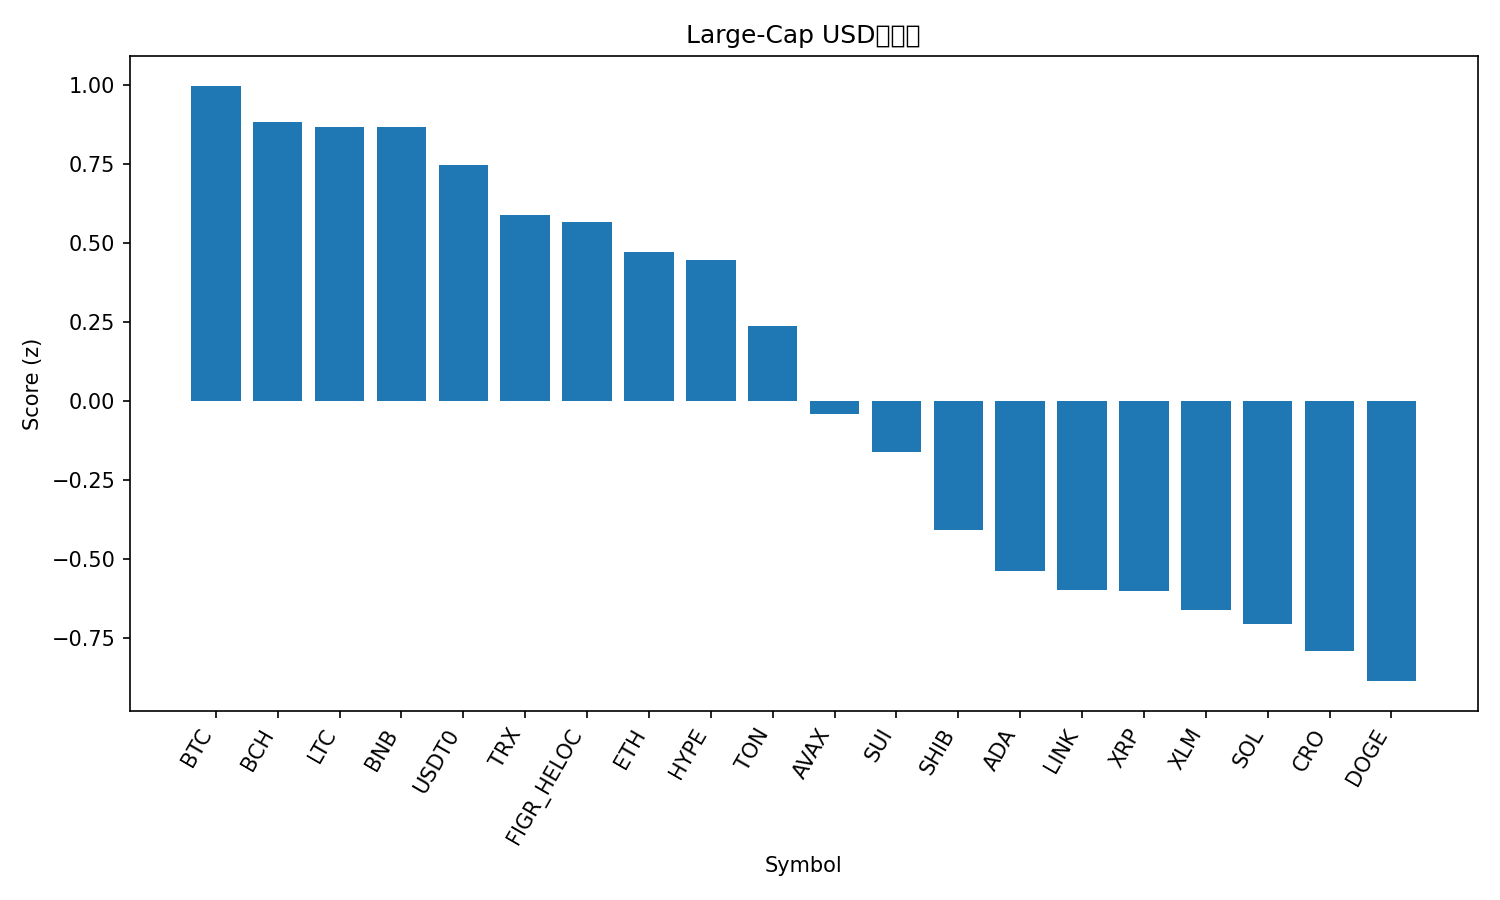 Large-Cap USD
1.00
0.75
0.50
0.25
0.00
−0.25
−0.50
−0.75
Score (z)
BTC
BCH
LTC
BNB
USDT0
TRX
FIGR_HELOC
ETH
HYPE
TON
AVAX
SUI
SHIB
ADA
LINK
XRP
XLM
SOL
CRO
DOGE
Symbol